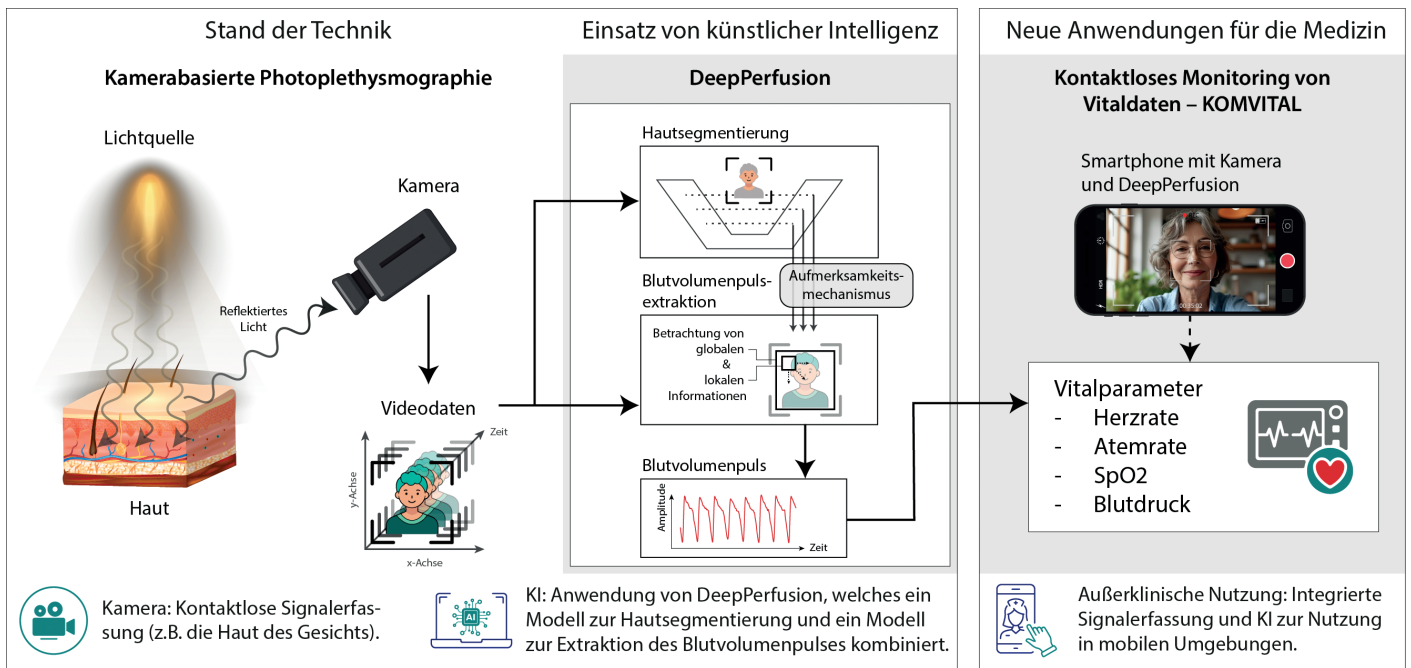 Stand der Technik
Kamerabasierte Photoplethysmographie
Lichtquelle
Kamera
Reflektiertes
Licht
Haut
Videodaten
Zeit
y-Achse
x-Achse
Einsatz von künstlicher Intelligenz
DeepPerfusion
Hautsegmentierung
Aufmerksamkeits-
mechanismus
Blutvolumenpuls-
extraktion
Betrachtung von
globalen
&
lokalen
Informationen
Blutvolumenpuls
Amplitude
Zeit
Neue Anwendungen für die Medizin
Kontaktloses Monitoring von
Vitaldaten – KOMVITAL
Smartphone mit Kamera
und DeepPerfusion
HDR
00:35:02
Vitalparameter
- Herzrate
- Atemrate
- SpO2
- Blutdruck
Kamera: Kontaktlose Signalerfas-
sung (z.B. die Haut des Gesichts).
AI
KI: Anwendung von DeepPerfusion, welches ein
Modell zur Hautsegmentierung und ein Modell
zur Extraktion des Blutvolumenpulses kombiniert.
Außerklinische Nutzung: Integrierte
Signalerfassung und KI zur Nutzung
in mobilen Umgebungen.